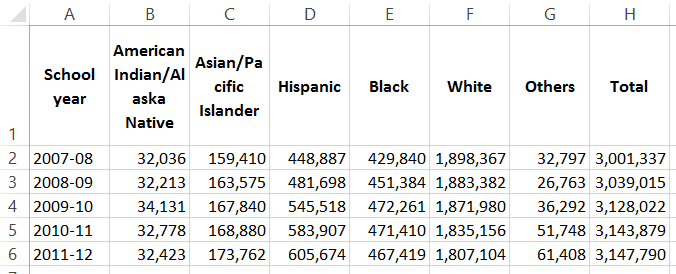 A B C D E F G H
1 School year American Indian/Al aska Native Asian/Pa cific Islander Hispanic Black White Others Total
2 2007-08 32,036 159,410 448,887 429,840 1,898,367 32,797 3,001,337
3 2008-09 32,213 163,575 481,698 451,384 1,883,382 26,763 3,039,015
4 2009-10 34,131 167,840 545,518 472,261 1,871,980 36,292 3,128,022
5 2010-11 32,778 168,880 583,907 471,410 1,835,156 51,748 3,143,879
6 2011-12 32,423 173,762 605,674 467,419 1,807,104 61,408 3,147,790